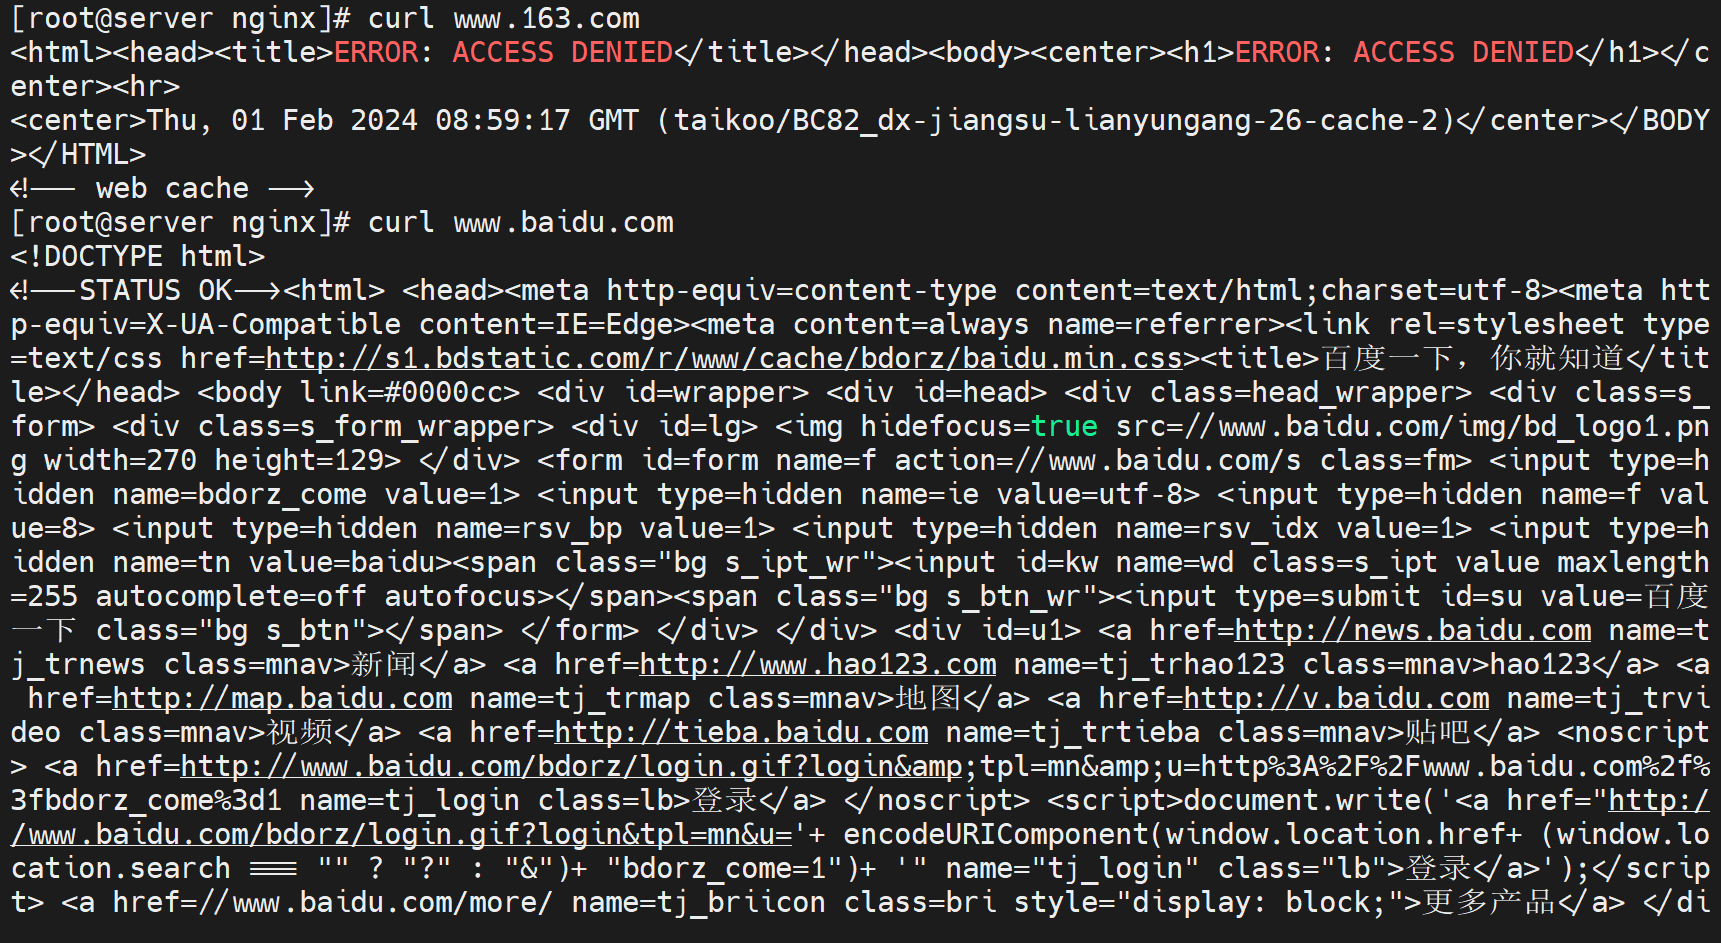 [root@server nginx]# curl www.163.com
<html><head><title>ERROR: ACCESS DENIED</title></head><body><center><h1>ERROR: ACCESS DENIED</h1></c
enter><hr>
<center>Thu, 01 Feb 2024 08:59:17 GMT (taikoo/BC82_dx-jiangsu-lianyungang-26-cache-2)</center></BODY
></HTML>
<!-- web cache -->
[root@server nginx]# curl www.baidu.com
<!DOCTYPE html>
<!--STATUS OK--><html> <head><meta http-equiv=content-type content=text/html;charset=utf-8><meta htt
p-equiv=X-UA-Compatible content=IE=Edge><meta content=always name=referrer><link rel=stylesheet type
=text/css href=http://s1.bdstatic.com/r/www/cache/bdorz/baidu.min.css><title>百度一下，你就知道</tit
le></head> <body link=#0000cc> <div id=wrapper> <div id=head> <div class=head_wrapper> <div class=s_
form> <div class=s_form_wrapper> <div id=lg> <img hidefocus=true src=//www.baidu.com/img/bd_logo1.pn
g width=270 height=129> </div> <form id=form name=f action=//www.baidu.com/s class=fm> <input type=h
idden name=bdorz_come value=1> <input type=hidden name=ie value=utf-8> <input type=hidden name=f val
ue=8> <input type=hidden name=rsv_bp value=1> <input type=hidden name=rsv_idx value=1> <input type=h
idden name=tn value=baidu><span class="bg s_ipt_wr"><input id=kw name=wd class=s_ipt value maxlength
=255 autocomplete=off autofocus></span><span class="bg s_btn_wr"><input type=submit id=su value=百度
一下 class="bg s_btn"></span> </form> </div> </div> <div id=u1> <a href=http://news.baidu.com name=t
j_trnews class=mnav>新闻</a> <a href=http://www.hao123.com name=tj_trhao123 class=mnav>hao123</a> <a
 href=http://map.baidu.com name=tj_trmap class=mnav>地图</a> <a href=http://v.baidu.com name=tj_trvi
deo class=mnav>视频</a> <a href=http://tieba.baidu.com name=tj_trtieba class=mnav>贴吧</a> <noscript
> <a href=http://www.baidu.com/bdorz/login.gif?login&amp;tpl=mn&amp;u=http%3A%2F%2Fwww.baidu.com%2f%
3fbdorz_come%3d1 name=tj_login class=lb>登录</a> </noscript> <script>document.write('<a href="http:/
/www.baidu.com/bdorz/login.gif?login&tpl=mn&u='+ encodeURIComponent(window.location.href+ (window.lo
cation.search === "" ? "?" : "&")+ "bdorz_come=1")+ '" name="tj_login" class="lb">登录</a>');</scrip
t> <a href=//www.baidu.com/more/ name=tj_briicon class=bri style="display: block;">更多产品</a> </di